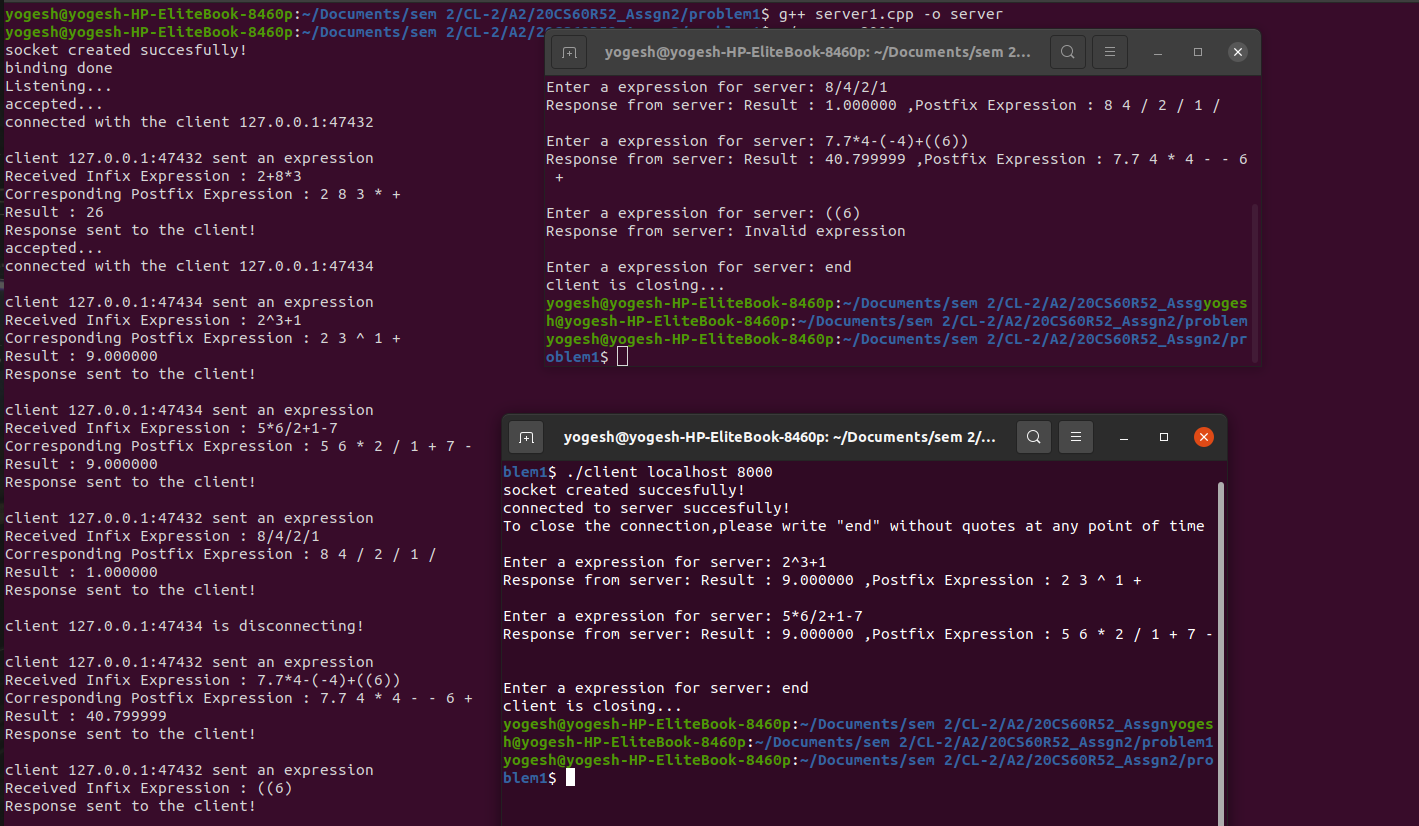 yogesh@yogesh-HP-EliteBook-8460p:~/Documents/sem 2/CL-2/A2/20CS60R52_Assgn2/problem1$ g++ server1.cpp -o server
yogesh@yogesh-HP-EliteBook-8460p:~/Documents/sem 2/CL-2/A2/20CS60R52_Assgn2/problem1$
socket created succesfully!
binding done
Listening...
accepted...
connected with the client 127.0.0.1:47432
client 127.0.0.1:47432 sent an expression
Received Infix Expression : 2+8*3
Corresponding Postfix Expression : 2 8 3 * +
Result : 26
Response sent to the client!
accepted...
connected with the client 127.0.0.1:47434
client 127.0.0.1:47434 sent an expression
Received Infix Expression : 2^3+1
Corresponding Postfix Expression : 2 3 ^ 1 +
Result : 9.000000
Response sent to the client!
client 127.0.0.1:47434 sent an expression
Received Infix Expression : 5*6/2+1-7
Corresponding Postfix Expression : 5 6 * 2 / 1 + 7 -
Result : 9.000000
Response sent to the client!
client 127.0.0.1:47432 sent an expression
Received Infix Expression : 8/4/2/1
Corresponding Postfix Expression : 8 4 / 2 / 1 /
Result : 1.000000
Response sent to the client!
client 127.0.0.1:47434 is disconnecting!
client 127.0.0.1:47432 sent an expression
Received Infix Expression : 7.7*4-(-4)+((6))
Corresponding Postfix Expression : 7.7 4 * 4 - - 6 +
Result : 40.799999
Response sent to the client!
client 127.0.0.1:47432 sent an expression
Received Infix Expression : ((6)
Response sent to the client!
yogesh@yogesh-HP-EliteBook-8460p: ~/Documents/sem 2...
Enter a expression for server: 8/4/2/1
Response from server: Result : 1.000000 ,Postfix Expression : 8 4 / 2 / 1 /
Enter a expression for server: 7.7*4-(-4)+((6))
Response from server: Result : 40.799999 ,Postfix Expression : 7.7 4 * 4 - - 6
+
Enter a expression for server: ((6)
Response from server: Invalid expression
Enter a expression for server: end
client is closing...
yogesh@yogesh-HP-EliteBook-8460p:~/Documents/sem 2/CL-2/A2/20CS60R52_Assgyoges
h@yogesh-HP-EliteBook-8460p:~/Documents/sem 2/CL-2/A2/20CS60R52_Assgn2/problem
yogesh@yogesh-HP-EliteBook-8460p:~/Documents/sem 2/CL-2/A2/20CS60R52_Assgn2/pr
oblem1$
yogesh@yogesh-HP-EliteBook-8460p: ~/Documents/sem 2/...
blem1$ ./client localhost 8000
socket created succesfully!
connected to server succesfully!
To close the connection,please write "end" without quotes at any point of time
Enter a expression for server: 2^3+1
Response from server: Result : 9.000000 ,Postfix Expression : 2 3 ^ 1 +
Enter a expression for server: 5*6/2+1-7
Response from server: Result : 9.000000 ,Postfix Expression : 5 6 * 2 / 1 + 7 -
Enter a expression for server: end
client is closing...
yogesh@yogesh-HP-EliteBook-8460p:~/Documents/sem 2/CL-2/A2/20CS60R52_Assgnyoges
h@yogesh-HP-EliteBook-8460p:~/Documents/sem 2/CL-2/A2/20CS60R52_Assgn2/problem1
yogesh@yogesh-HP-EliteBook-8460p:~/Documents/sem 2/CL-2/A2/20CS60R52_Assgn2/pro
blem1$